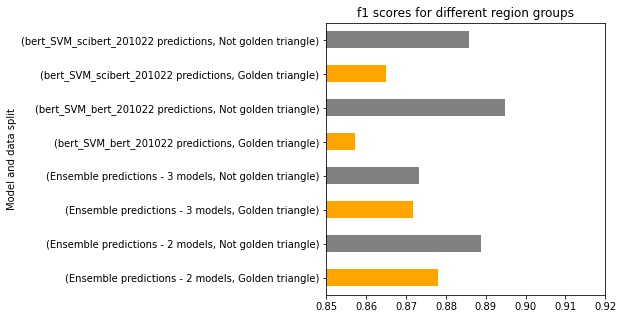 f1 scores for different region groups
(bert_SVM_scibert_201022 predictions, Not golden triangle)
(bert_SVM_scibert_201022 predictions, Golden triangle)
(bert_SVM_bert_201022 predictions, Not golden triangle)
(bert_SVM_bert_201022 predictions, Golden triangle)
(Ensemble predictions - 3 models, Not golden triangle)
(Ensemble predictions - 3 models, Golden triangle)
(Ensemble predictions - 2 models, Not golden triangle)
(Ensemble predictions - 2 models, Golden triangle)
Model and data split
0.85 0.86 0.87 0.88 0.89 0.90 0.91 0.92